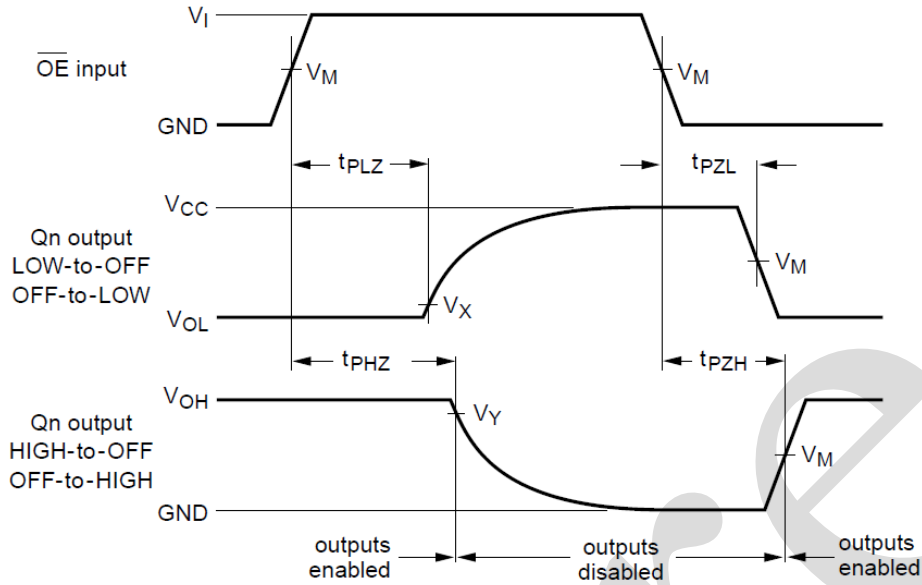 V_I
OE input
V_M
V_M
GND
t_PLZ
t_PZL
V_CC
Qn output
LOW-to-OFF
OFF-to-LOW
V_M
V_X
V_OL
t_PHZ
t_PZH
V_OH
Qn output
HIGH-to-OFF
OFF-to-HIGH
V_Y
V_M
GND
outputs
enabled
outputs
disabled
outputs
enabled